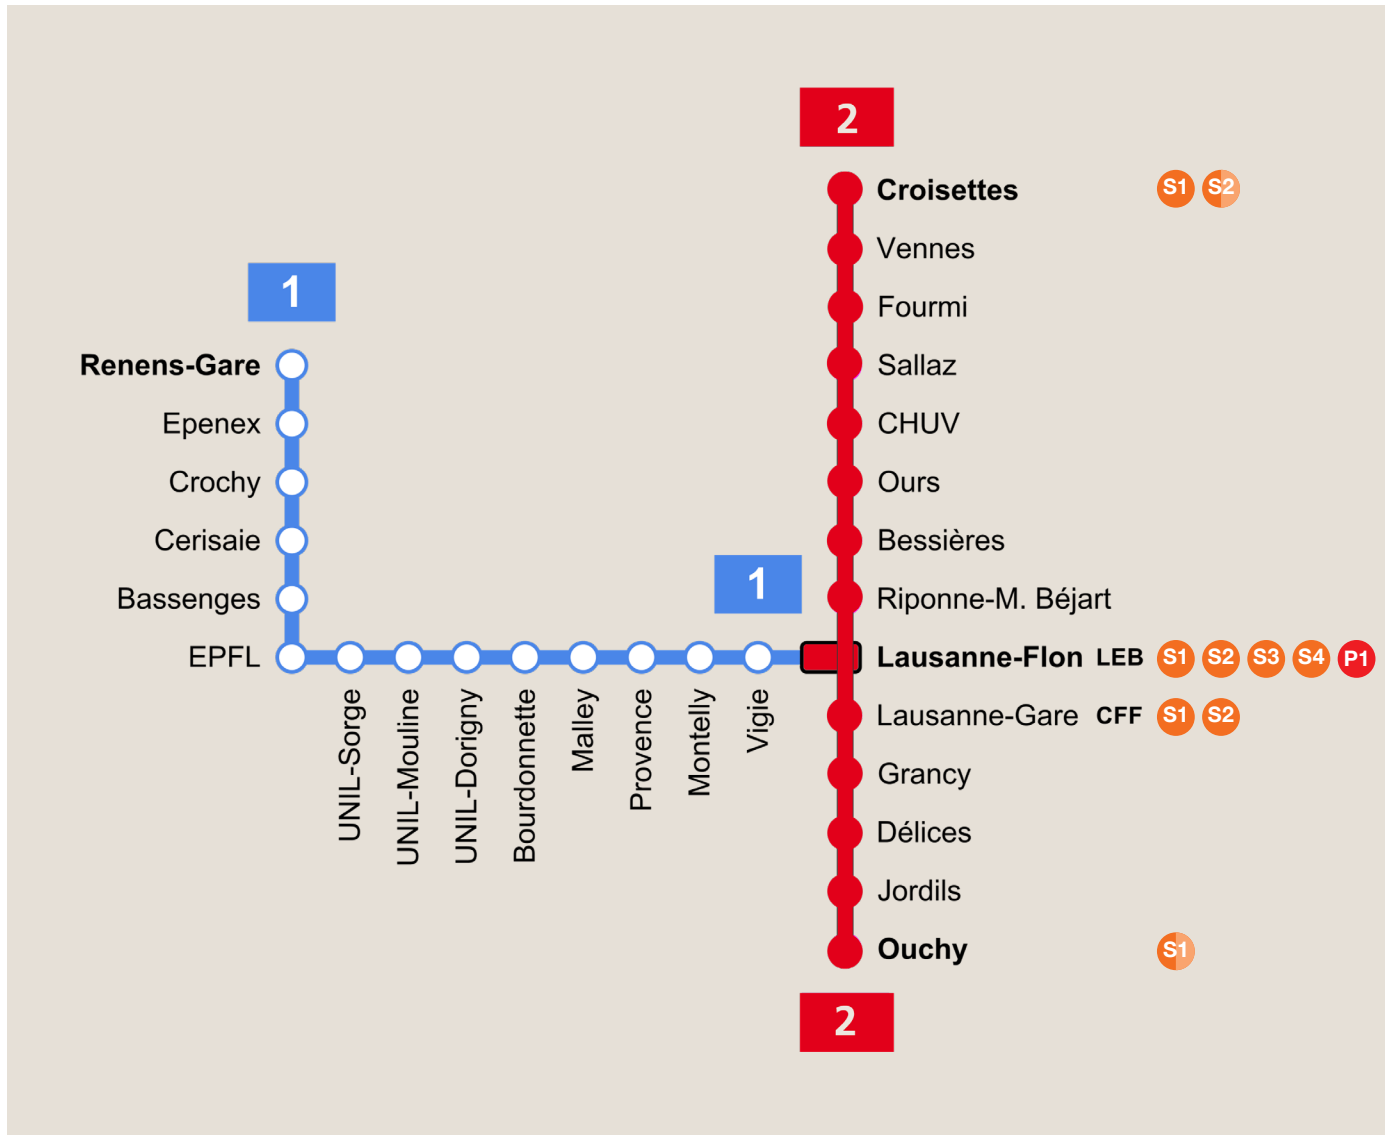 2
Croisettes S1 S2
Vennes
1
Fourmi
Renens-Gare
Sallaz
Epenex
CHUV
Crochy
Ours
Cerisaie
Bessières
1
Bassenges
Riponne-M. Béjart
EPFL
Lausanne-Flon LEB S1 S2 S3 S4 P1
UNIL-Sorge
UNIL-Mouline
UNIL-Dorigny
Bourdonnette
Malley
Provence
Montelly
Vigie
Lausanne-Gare CFF S1 S2
Grancy
Délices
Jordils
Ouchy S1
2